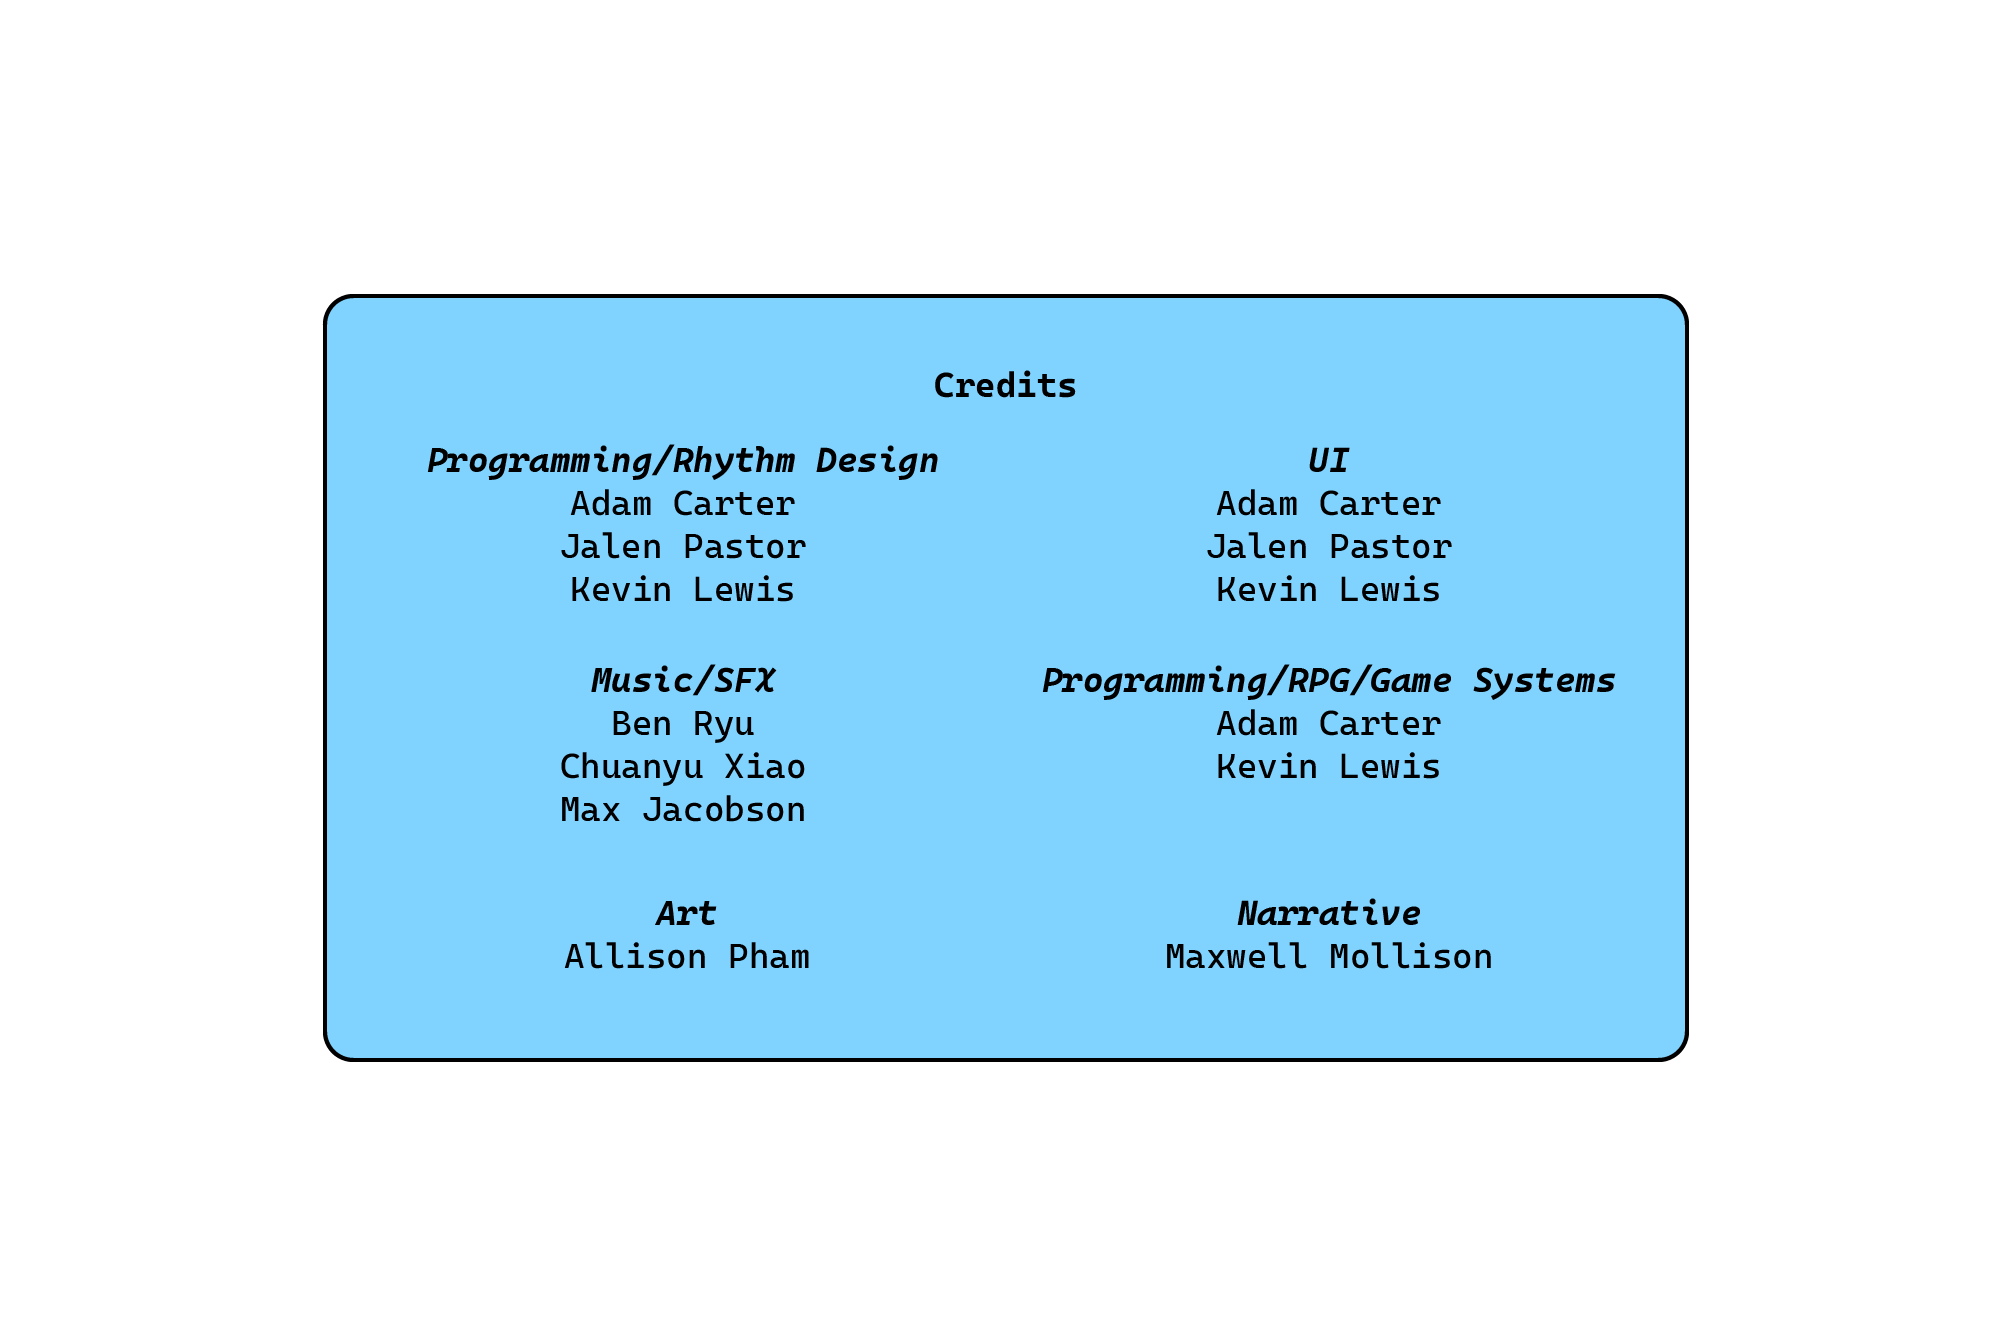 Credits
Programming/Rhythm Design
Adam Carter
Jalen Pastor
Kevin Lewis
UI
Adam Carter
Jalen Pastor
Kevin Lewis
Music/SFX
Ben Ryu
Chuanyu Xiao
Max Jacobson
Programming/RPG/Game Systems
Adam Carter
Kevin Lewis
Art
Allison Pham
Narrative
Maxwell Mollison